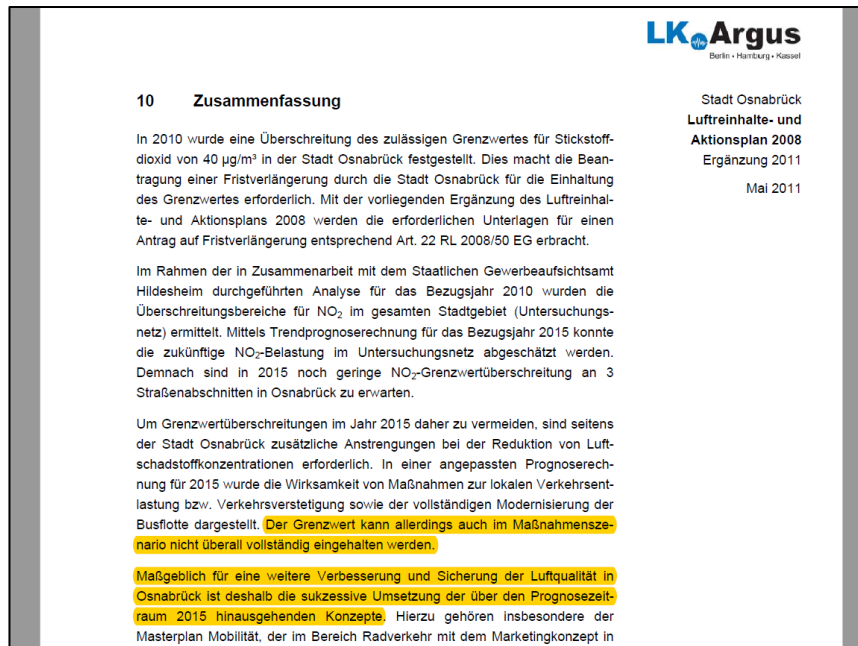 LK Argus
Berlin • Hamburg • Kassel
10 Zusammenfassung
Stadt Osnabrück
Luftreinhalte- und
Aktionsplan 2008
Ergänzung 2011
Mai 2011
In 2010 wurde eine Überschreitung des zulässigen Grenzwertes für Stickstoff-
dioxid von 40 µg/m³ in der Stadt Osnabrück festgestellt. Dies macht die Bean-
tragung einer Fristverlängerung durch die Stadt Osnabrück für die Einhaltung
des Grenzwertes erforderlich. Mit der vorliegenden Ergänzung des Luftreinhal-
te- und Aktionsplans 2008 werden die erforderlichen Unterlagen für einen
Antrag auf Fristverlängerung entsprechend Art. 22 RL 2008/50 EG erbracht.
Im Rahmen der in Zusammenarbeit mit dem Staatlichen Gewerbeaufsichtsamt
Hildesheim durchgeführten Analyse für das Bezugsjahr 2010 wurden die
Überschreitungsbereiche für NO₂ im gesamten Stadtgebiet (Untersuchungs-
netz) ermittelt. Mittels Trendprognoserechnung für das Bezugsjahr 2015 konnte
die zukünftige NO₂-Belastung im Untersuchungsnetz abgeschätzt werden.
Demnach sind in 2015 noch geringe NO₂-Grenzwertüberschreitung an 3
Straßenabschnitten in Osnabrück zu erwarten.
Um Grenzwertüberschreitungen im Jahr 2015 daher zu vermeiden, sind seitens
der Stadt Osnabrück zusätzliche Anstrengungen bei der Reduktion von Luft-
schadstoffkonzentrationen erforderlich. In einer angepassten Prognoserech-
nung für 2015 wurde die Wirksamkeit von Maßnahmen zur lokalen Verkehrsent-
lastung bzw. Verkehrsverstetigung sowie der vollständigen Modernisierung der
Busflotte dargestellt. Der Grenzwert kann allerdings auch im Maßnahmensze-
nario nicht überall vollständig eingehalten werden.
Maßgeblich für eine weitere Verbesserung und Sicherung der Luftqualität in
Osnabrück ist deshalb die sukzessive Umsetzung der über den Prognosezeit-
raum 2015 hinausgehenden Konzepte. Hierzu gehören insbesondere der
Masterplan Mobilität, der im Bereich Radverkehr mit dem Marketingkonzept in